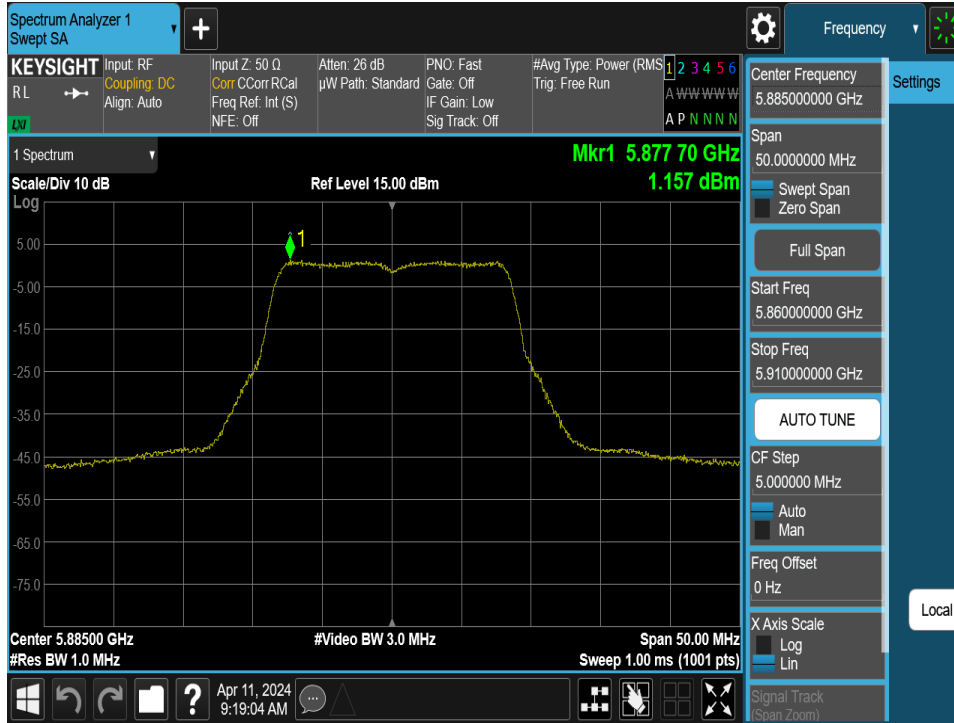 Spectrum Analyzer 1
Swept SA
+
Frequency
KEYSIGHT
RL
LXI
Input: RF
Coupling: DC
Align: Auto
Input Z: 50 Ω
Corr CCorr RCal
Freq Ref: Int (S)
NFE: Off
Atten: 26 dB
µW Path: Standard
PNO: Fast
Gate: Off
IF Gain: Low
Sig Track: Off
#Avg Type: Power (RMS
Trig: Free Run
1 2 3 4 5 6
A W W W W W
A P N N N N
1 Spectrum
Mkr1 5.877 70 GHz
Scale/Div 10 dB
Ref Level 15.00 dBm
1.157 dBm
Log
1
5.00
-5.00
-15.0
-25.0
-35.0
-45.0
-55.0
-65.0
-75.0
Center 5.88500 GHz
#Video BW 3.0 MHz
Span 50.00 MHz
#Res BW 1.0 MHz
Sweep 1.00 ms (1001 pts)
Center Frequency
5.885000000 GHz
Settings
Span
50.0000000 MHz
Swept Span
Zero Span
Full Span
Start Freq
5.860000000 GHz
Stop Freq
5.910000000 GHz
AUTO TUNE
CF Step
5.000000 MHz
Auto
Man
Freq Offset
0 Hz
Local
X Axis Scale
Log
Lin
Signal Track
(Span Zoom)
?
Apr 11, 2024
9:19:04 AM